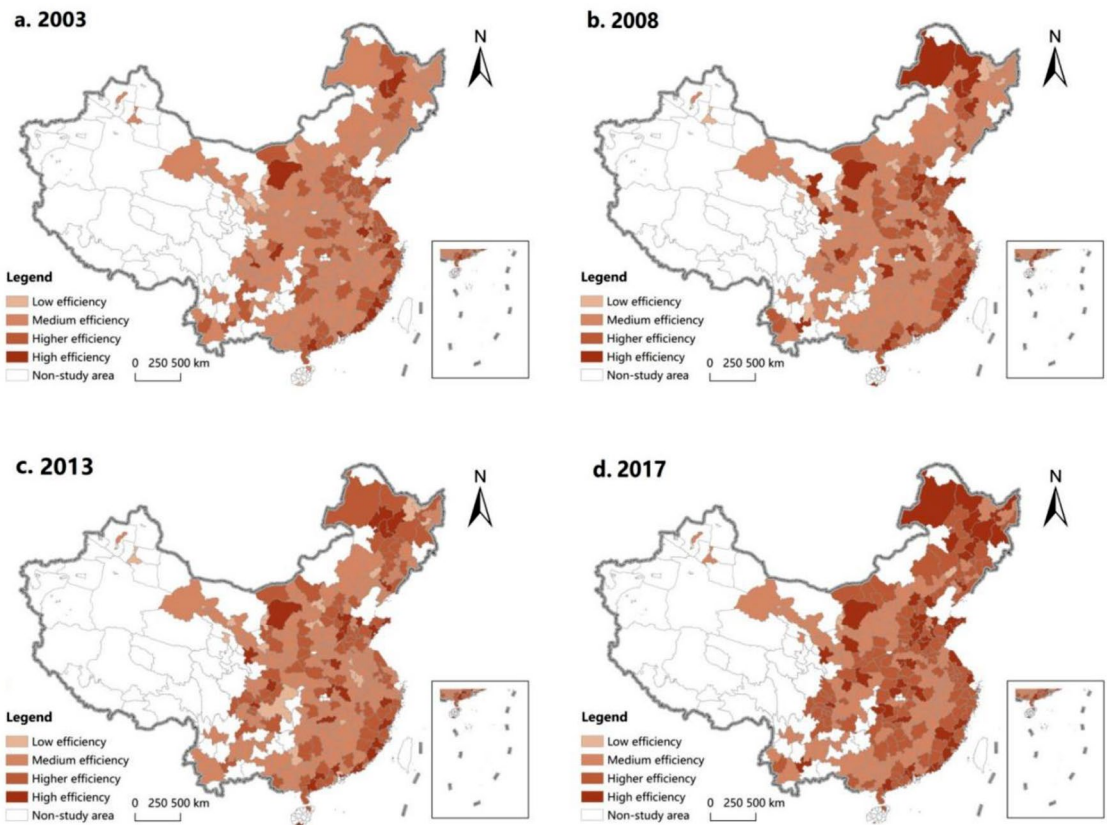 a. 2003
N
Legend
Low efficiency
Medium efficiency
Higher efficiency
High efficiency
Non-study area
0 250 500 km
b. 2008
N
Legend
Low efficiency
Medium efficiency
Higher efficiency
High efficiency
Non-study area
0 250 500 km
c. 2013
N
Legend
Low efficiency
Medium efficiency
Higher efficiency
High efficiency
Non-study area
0 250 500 km
d. 2017
N
Legend
Low efficiency
Medium efficiency
Higher efficiency
High efficiency
Non-study area
0 250 500 km